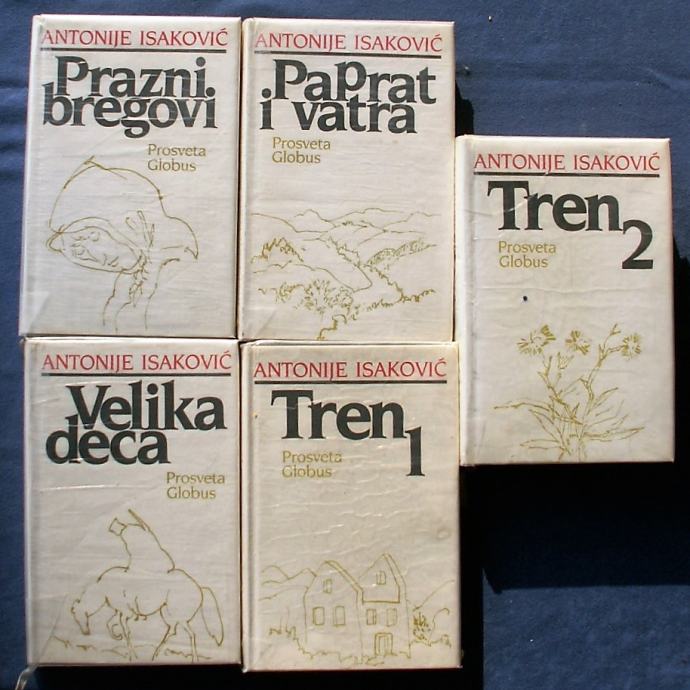 ANTONIJE ISAKOVIĆ
Prazni
bregovi
Prosveta
Globus
ANTONIJE ISAKOVIĆ
Paprat
i vatra
Prosveta
Globus
ANTONIJE ISAKOVIĆ
Tren 2
Prosveta
Globus
ANTONIJE ISAKOVIĆ
Velika
deca
Prosveta
Globus
ANTONIJE ISAKOVIĆ
Tren 1
Prosveta
Globus